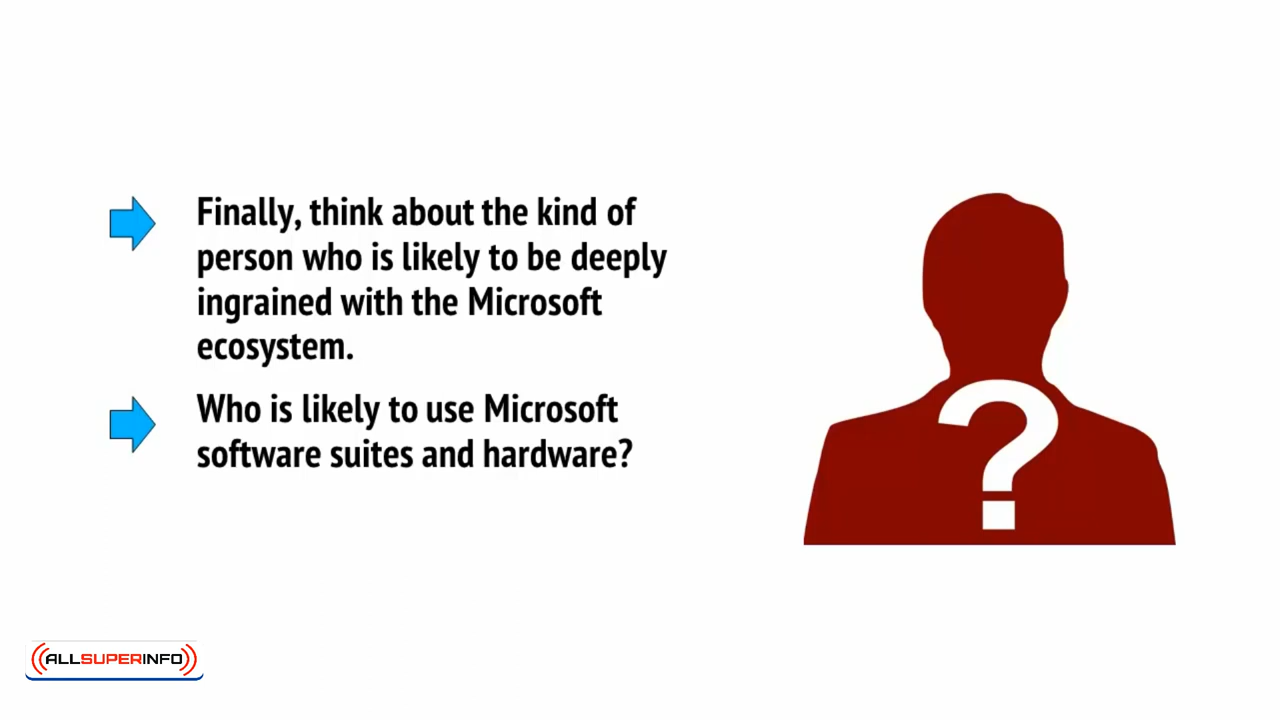 Finally, think about the kind of
person who is likely to be deeply
ingrained with the Microsoft
ecosystem.
Who is likely to use Microsoft
software suites and hardware?
?
ALLSUPERINFO